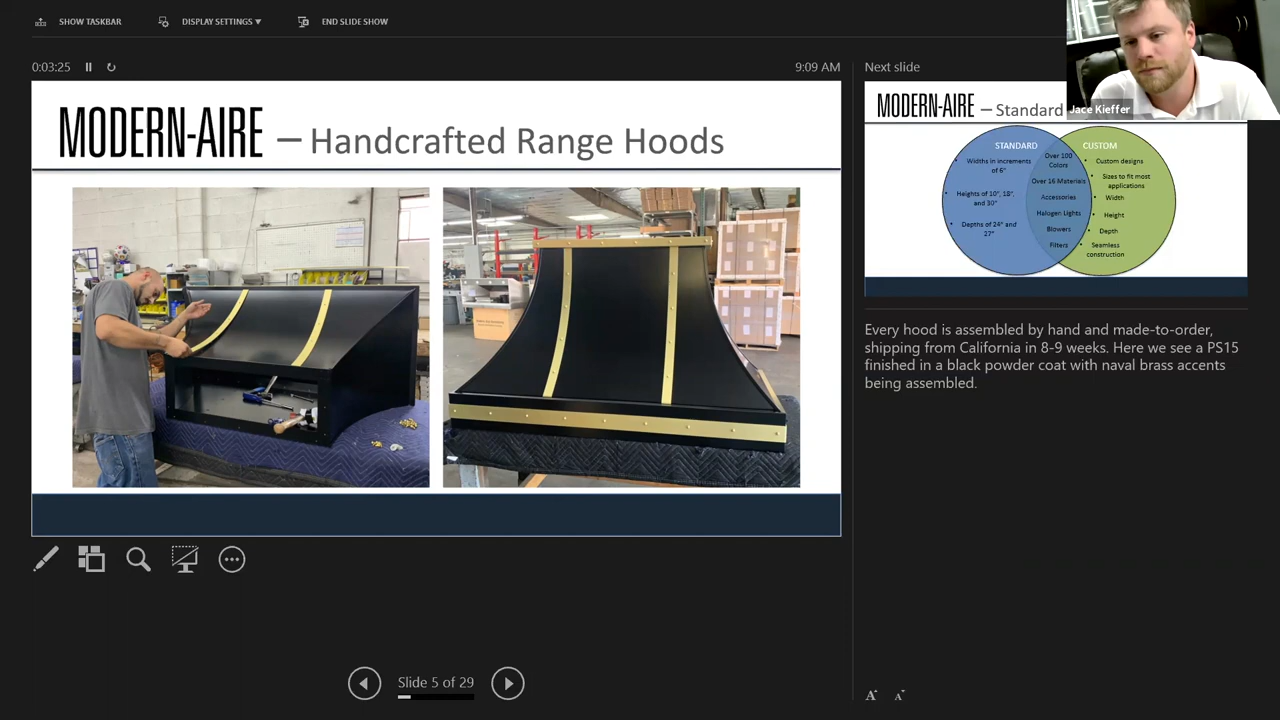 SHOW TASKBAR
DISPLAY SETTINGS ▼
END SLIDE SHOW
0:03:25
9:09 AM
MODERN-AIRE – Handcrafted Range Hoods
Slide 5 of 29
Next slide
Jace Kieffer
MODERN-AIRE – Standard
STANDARD
• Widths in increments
of 6"
• Heights of 10", 18",
and 30"
• Depths of 24" and
27"
Over 100
Colors
Over 16 Materials
Accessories
Halogen Lights
Blowers
Filters
CUSTOM
• Custom designs
• Sizes to fit most
applications
• Width
• Height
• Depth
• Seamless
construction
Every hood is assembled by hand and made-to-order,
shipping from California in 8-9 weeks. Here we see a PS15
finished in a black powder coat with naval brass accents
being assembled.
A A